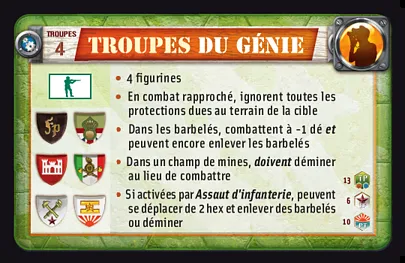 TROUPES
4
TROUPES DU GÉNIE
• 4 figurines
• En combat rapproché, ignorent toutes les
protections dues au terrain de la cible
• Dans les barbelés, combattent à -1 dé et
peuvent encore enlever les barbelés
• Dans un champ de mines, doivent déminer
au lieu de combattre
• Si activées par Assaut d'infanterie, peuvent
se déplacer de 2 hex et enlever des barbelés
ou déminer
13
6
10